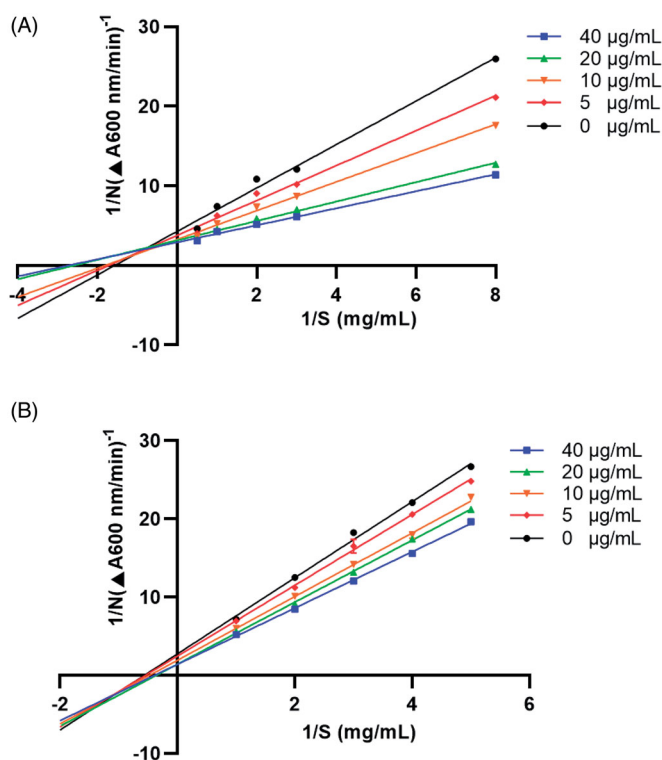 (A)
1/N(▲A600 nm/min)⁻¹
30
20
10
-10
-4
-2
0
2
4
6
8
1/S (mg/mL)
40 µg/mL
20 µg/mL
10 µg/mL
5 µg/mL
0 µg/mL
(B)
1/N(▲A600 nm/min)⁻¹
30
20
10
-10
-2
0
2
4
6
1/S (mg/mL)
40 µg/mL
20 µg/mL
10 µg/mL
5 µg/mL
0 µg/mL